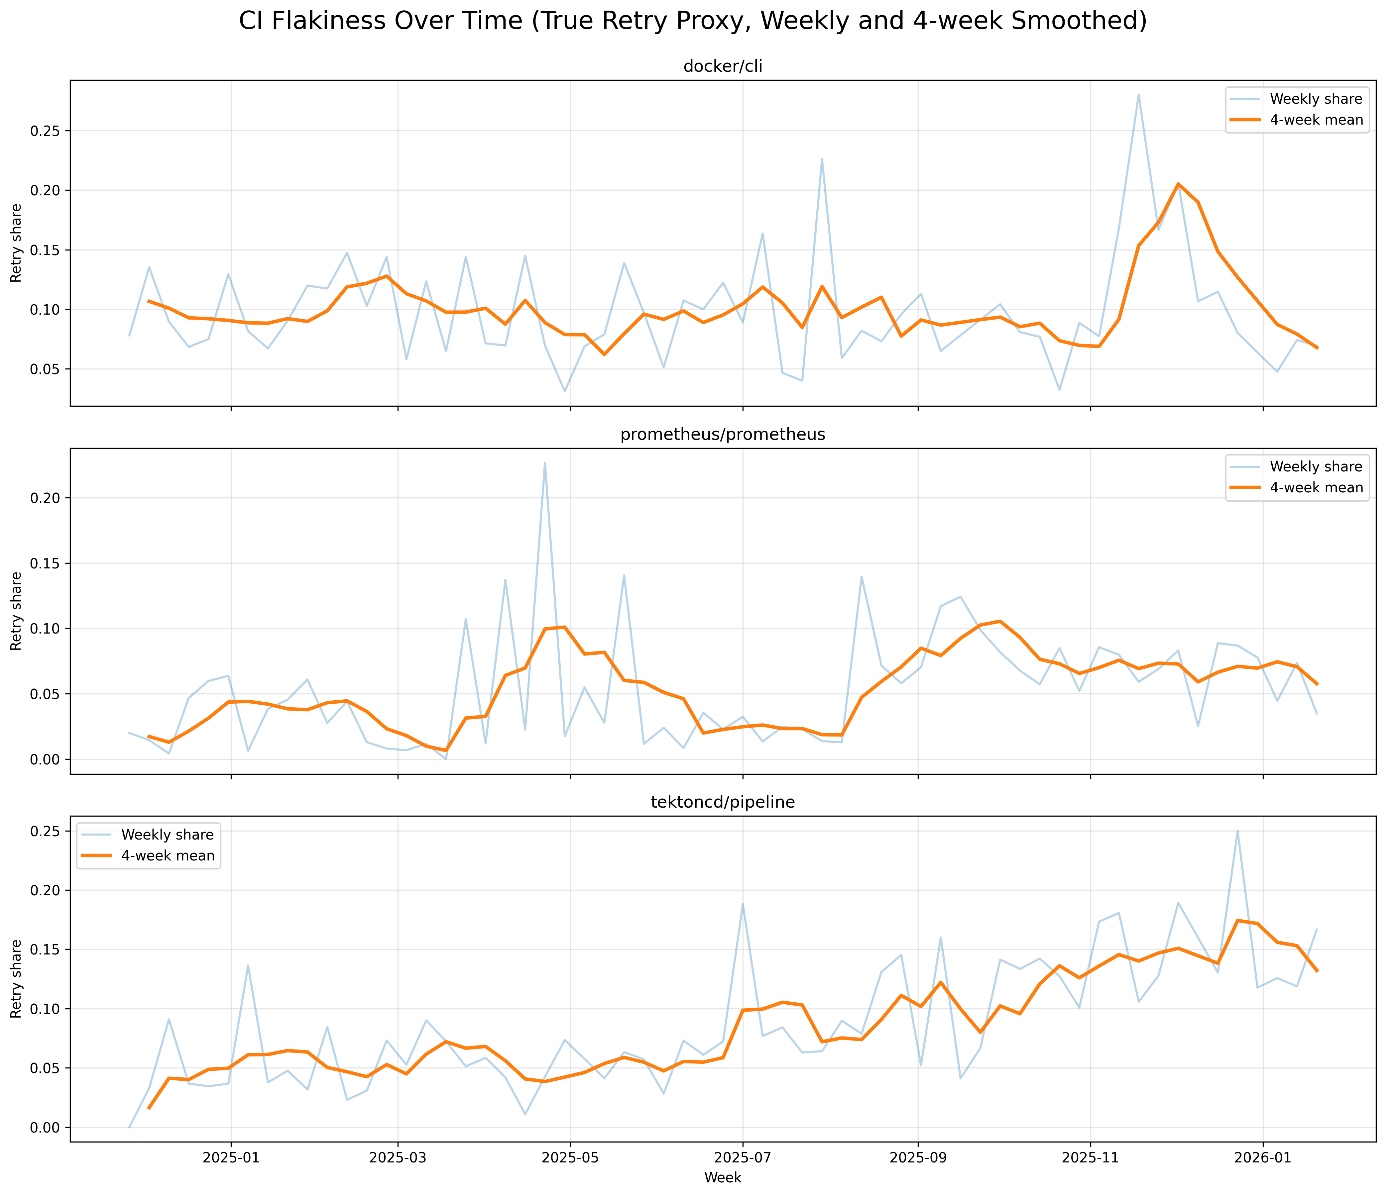 CI Flakiness Over Time (True Retry Proxy, Weekly and 4-week Smoothed)
docker/cli
Weekly share
4-week mean
Retry share
0.25
0.20
0.15
0.10
0.05
prometheus/prometheus
Weekly share
4-week mean
Retry share
0.20
0.15
0.10
0.05
0.00
tektoncd/pipeline
Weekly share
4-week mean
Retry share
0.25
0.20
0.15
0.10
0.05
0.00
2025-01 2025-03 2025-05 2025-07 2025-09 2025-11 2026-01
Week